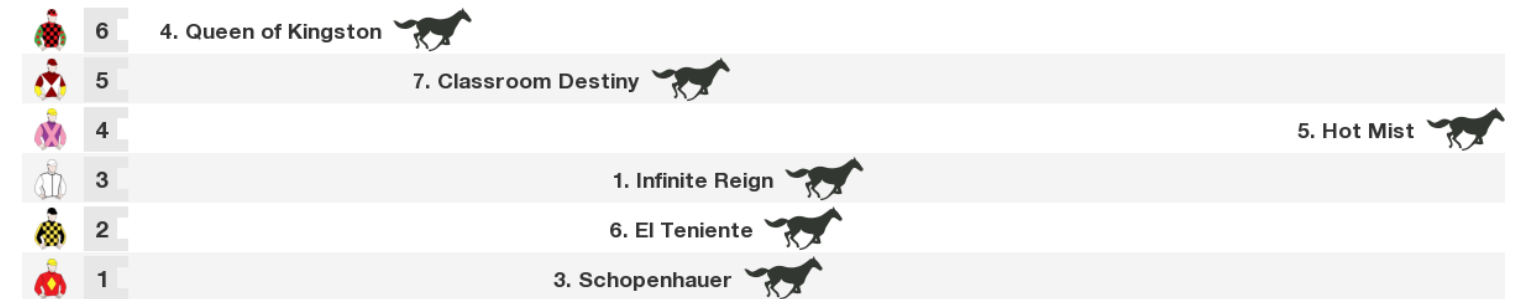 6 4. Queen of Kingston
5 7. Classroom Destiny
4 5. Hot Mist
3 1. Infinite Reign
2 6. El Teniente
1 3. Schopenhauer